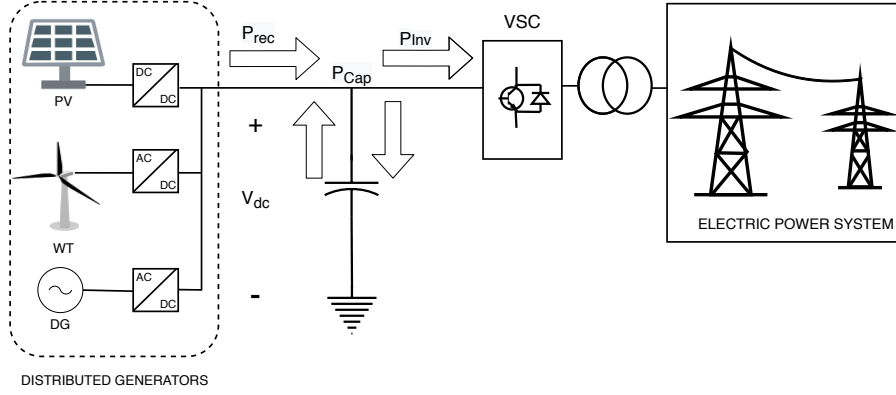 VSC
P_rec
P_Inv
P_Cap
DC
DC
PV
+
AC
DC
V_dc
WT
ELECTRIC POWER SYSTEM
AC
DC
-
DG
DISTRIBUTED GENERATORS